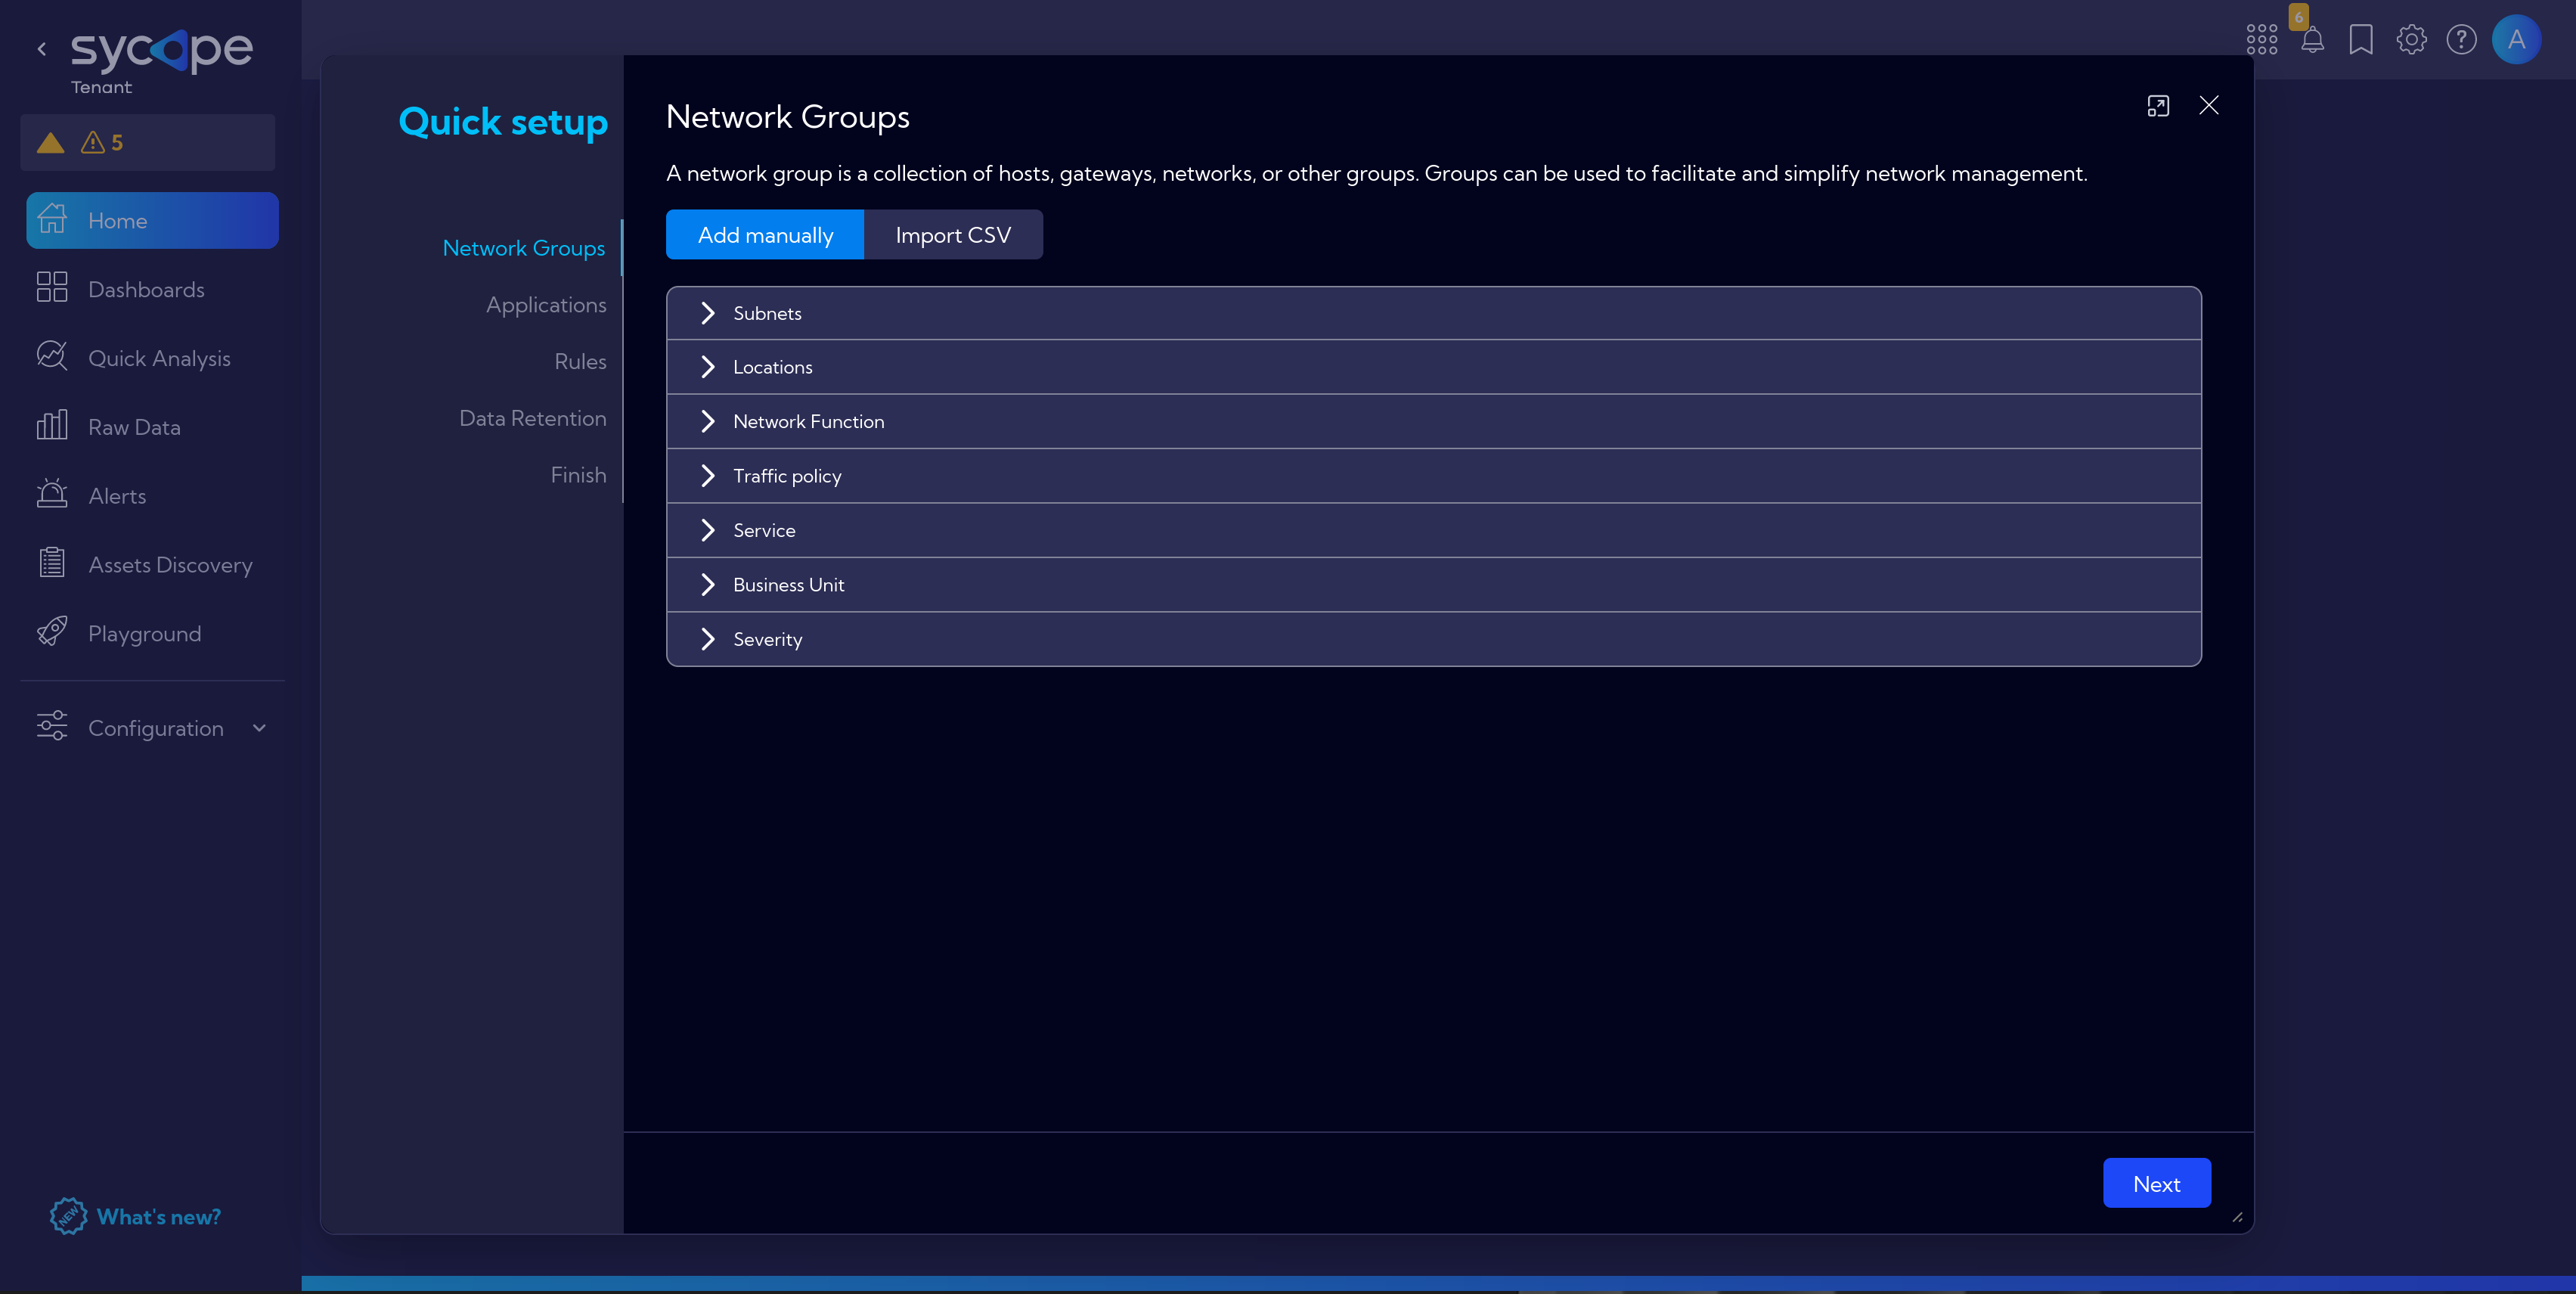 sycope
Tenant
5
Home
Dashboards
Quick Analysis
Raw Data
Alerts
Assets Discovery
Playground
Configuration
NEW
What's new?
6
?
A
Quick setup
Network Groups
Applications
Rules
Data Retention
Finish
Network Groups
A network group is a collection of hosts, gateways, networks, or other groups. Groups can be used to facilitate and simplify network management.
Add manually
Import CSV
Subnets
Locations
Network Function
Traffic policy
Service
Business Unit
Severity
Next